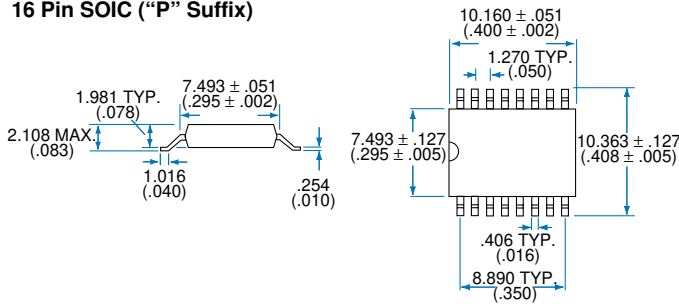 16 Pin SOIC (“P” Suffix)
1.981 TYP.
(.078)
7.493 ± .051
(.295 ± .002)
2.108 MAX.
(.083)
1.016
(.040)
.254
(.010)
10.160 ± .051
(.400 ± .002)
1.270 TYP.
(.050)
7.493 ± .127
(.295 ± .005)
10.363 ± .127
(.408 ± .005)
.406 TYP.
(.016)
8.890 TYP.
(.350)